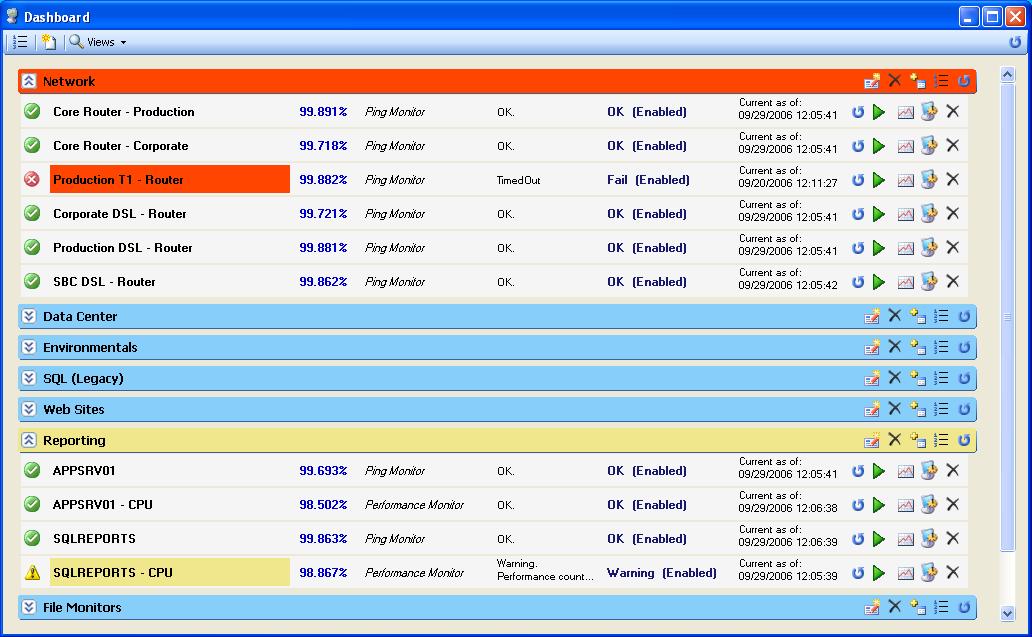 Dashboard
Views
Network
Core Router - Production 99.891% Ping Monitor OK. OK (Enabled) Current as of: 09/29/2006 12:05:41
Core Router - Corporate 99.718% Ping Monitor OK. OK (Enabled) Current as of: 09/29/2006 12:05:41
Production T1 - Router 99.882% Ping Monitor TimedOut Fail (Enabled) Current as of: 09/20/2006 12:11:27
Corporate DSL - Router 99.721% Ping Monitor OK. OK (Enabled) Current as of: 09/29/2006 12:05:41
Production DSL - Router 99.881% Ping Monitor OK. OK (Enabled) Current as of: 09/29/2006 12:05:41
SBC DSL - Router 99.862% Ping Monitor OK. OK (Enabled) Current as of: 09/29/2006 12:05:42
Data Center
Environmentals
SQL (Legacy)
Web Sites
Reporting
APPSRV01 99.693% Ping Monitor OK. OK (Enabled) Current as of: 09/29/2006 12:05:41
APPSRV01 - CPU 98.502% Performance Monitor OK. OK (Enabled) Current as of: 09/29/2006 12:06:38
SQLREPORTS 99.863% Ping Monitor OK. OK (Enabled) Current as of: 09/29/2006 12:06:39
SQLREPORTS - CPU 98.867% Performance Monitor Warning. Performance count... Warning (Enabled) Current as of: 09/29/2006 12:05:39
File Monitors